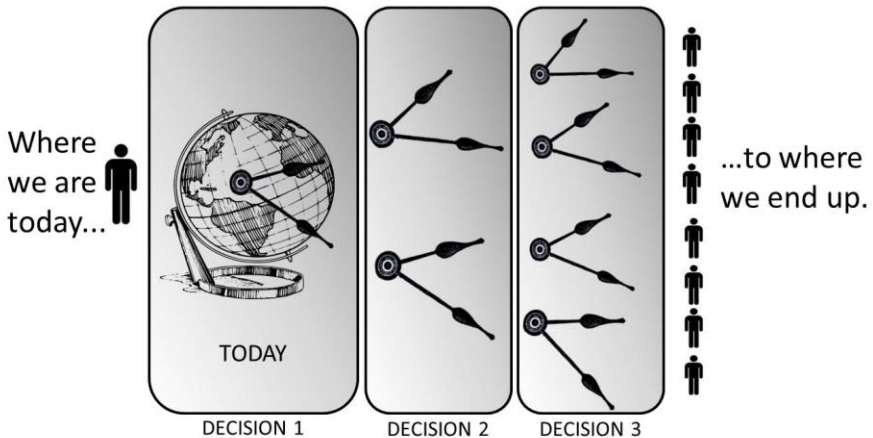 Where
we are
today...
TODAY
DECISION 1
DECISION 2
DECISION 3
...to where
we end up.